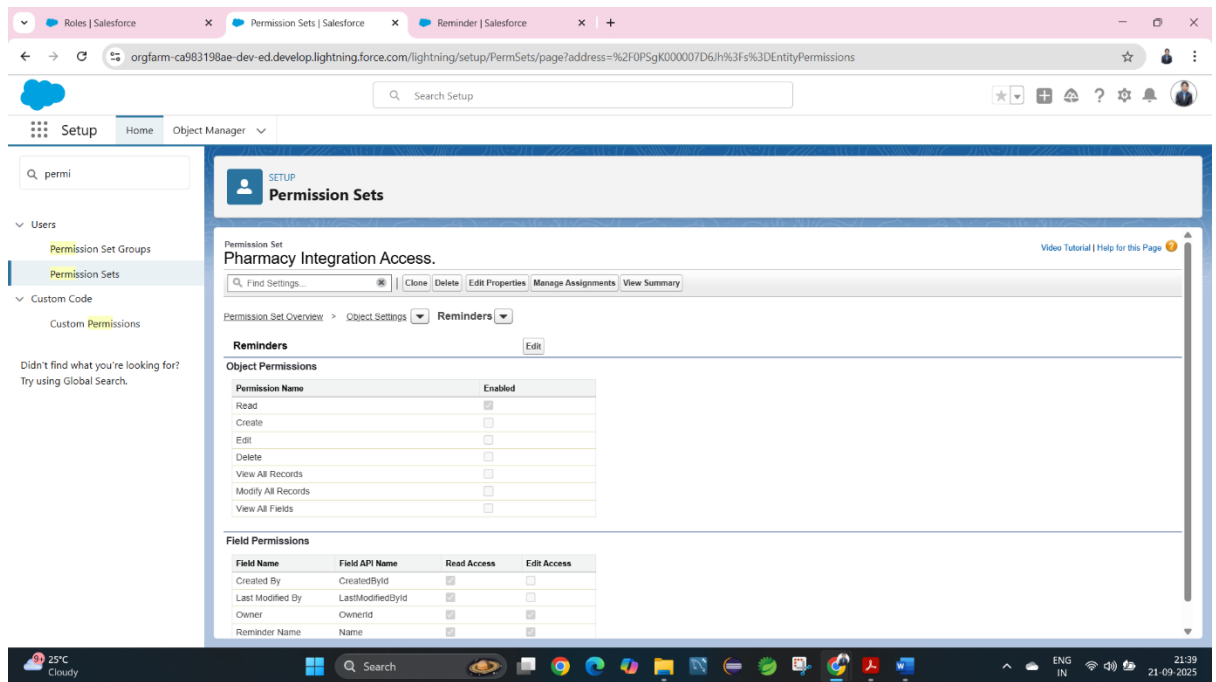 Roles | Salesforce
Permission Sets | Salesforce
Reminder | Salesforce
orgfarm-ca983198ae-dev-ed.develop.lightning.force.com/lightning/setup/PermSets/page?address=%2F0PSgK000007D6Jh%3Fs%3DEntityPermissions
Search Setup
Setup Home Object Manager
permi
Users
Permission Set Groups
Permission Sets
Custom Code
Custom Permissions
Didn't find what you're looking for?
Try using Global Search.
SETUP
Permission Sets
Permission Set
Pharmacy Integration Access.
Video Tutorial | Help for this Page
Find Settings... | Clone Delete Edit Properties Manage Assignments View Summary
Permission Set Overview > Object Settings Reminders
Reminders Edit
Object Permissions
Permission Name Enabled
Read
Create
Edit
Delete
View All Records
Modify All Records
View All Fields
Field Permissions
Field Name Field API Name Read Access Edit Access
Created By CreatedById
Last Modified By LastModifiedById
Owner OwnerId
Reminder Name Name
9+
25°C
Cloudy
Search
ENG
IN
21:39
21-09-2025